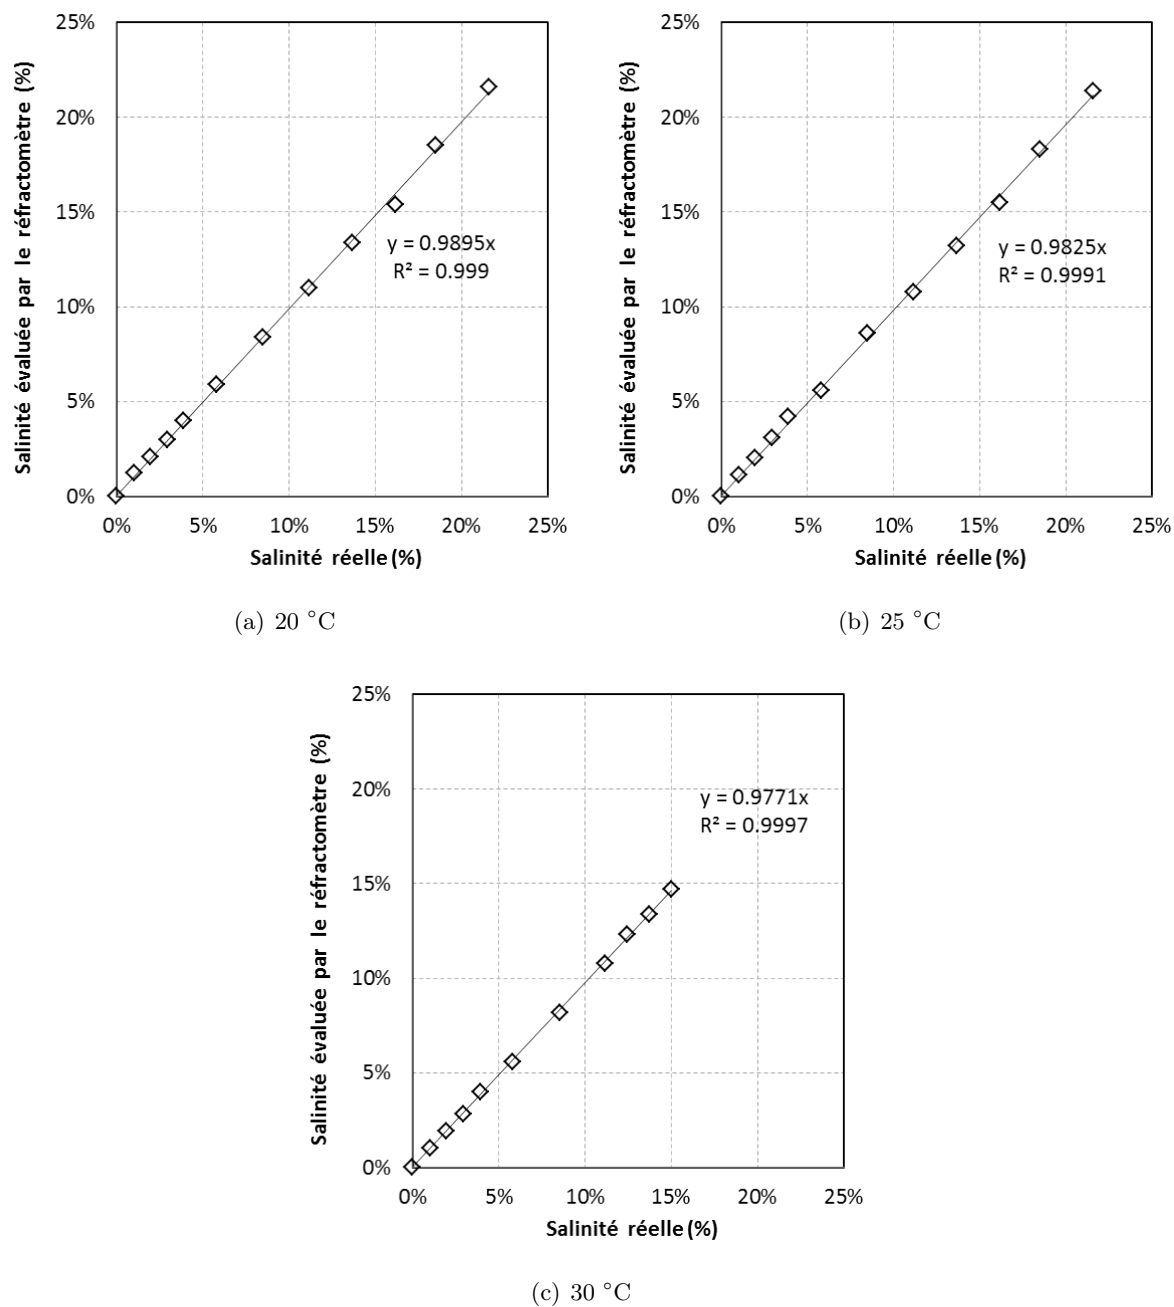 25%
20%
15%
10%
5%
0%
0% 5% 10% 15% 20% 25%
Salinité évaluée par le réfractomètre (%)
Salinité réelle (%)
y = 0.9895x
R² = 0.999
(a) 20 °C
25%
20%
15%
10%
5%
0%
0% 5% 10% 15% 20% 25%
Salinité évaluée par le réfractomètre (%)
Salinité réelle (%)
y = 0.9825x
R² = 0.9991
(b) 25 °C
25%
20%
15%
10%
5%
0%
0% 5% 10% 15% 20% 25%
Salinité évaluée par le réfractomètre (%)
Salinité réelle (%)
y = 0.9771x
R² = 0.9997
(c) 30 °C